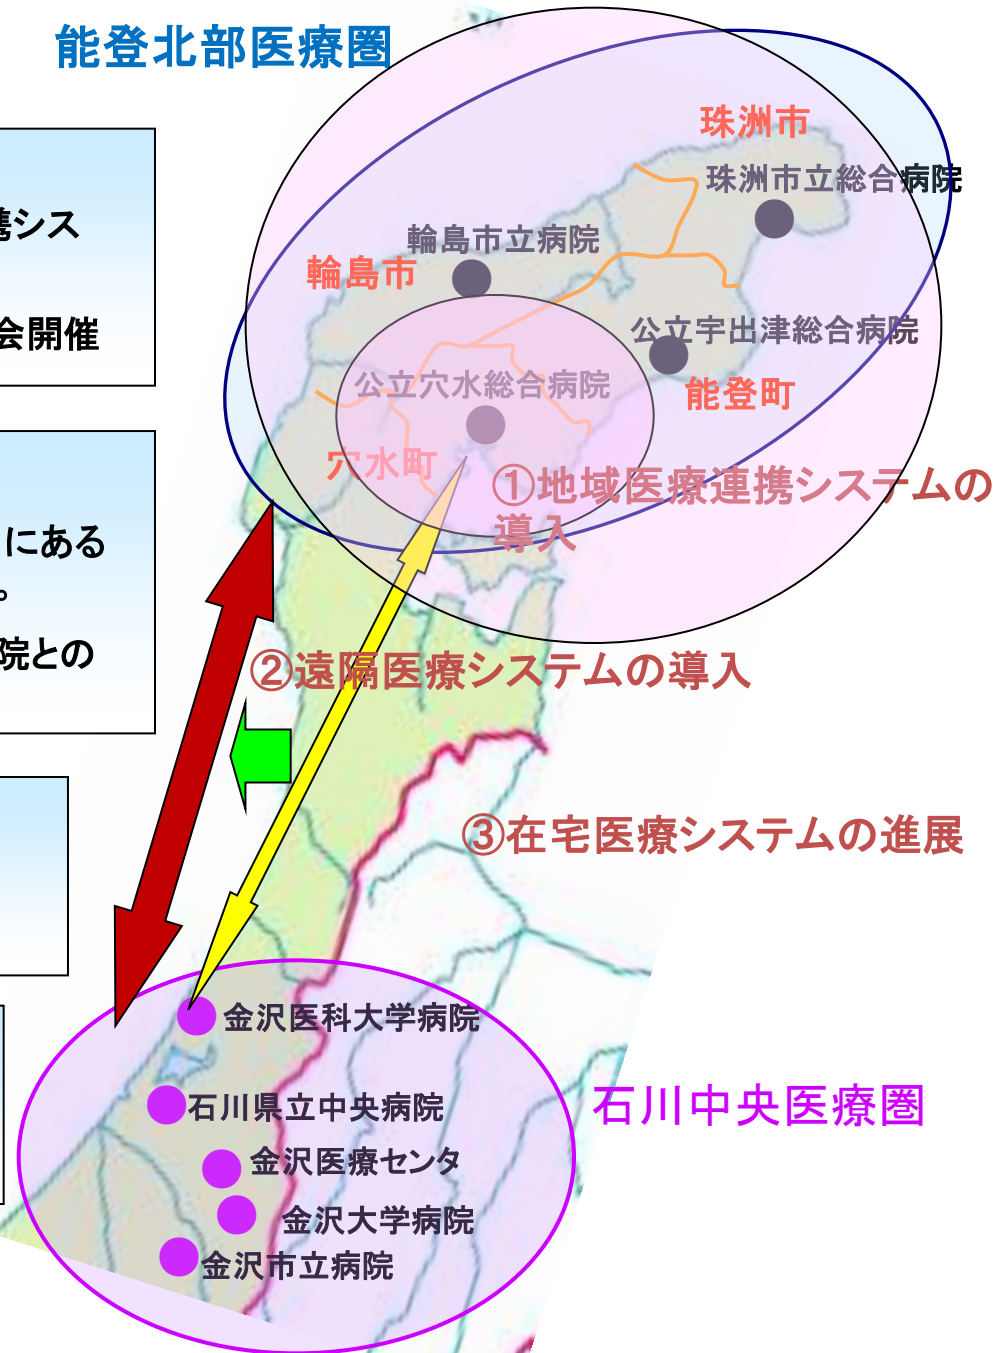 能登北部医療圏
携シス
会開催
にある
。
院との
珠洲市
珠洲市立総合病院
輪島市立病院
輪島市
公立宇出津総合病院
能登町
公立穴水総合病院
穴水町
①地域医療連携システムの
導入
②遠隔医療システムの導入
③在宅医療システムの進展
金沢医科大学病院
石川県立中央病院
石川中央医療圏
金沢医療センタ
金沢大学病院
金沢市立病院